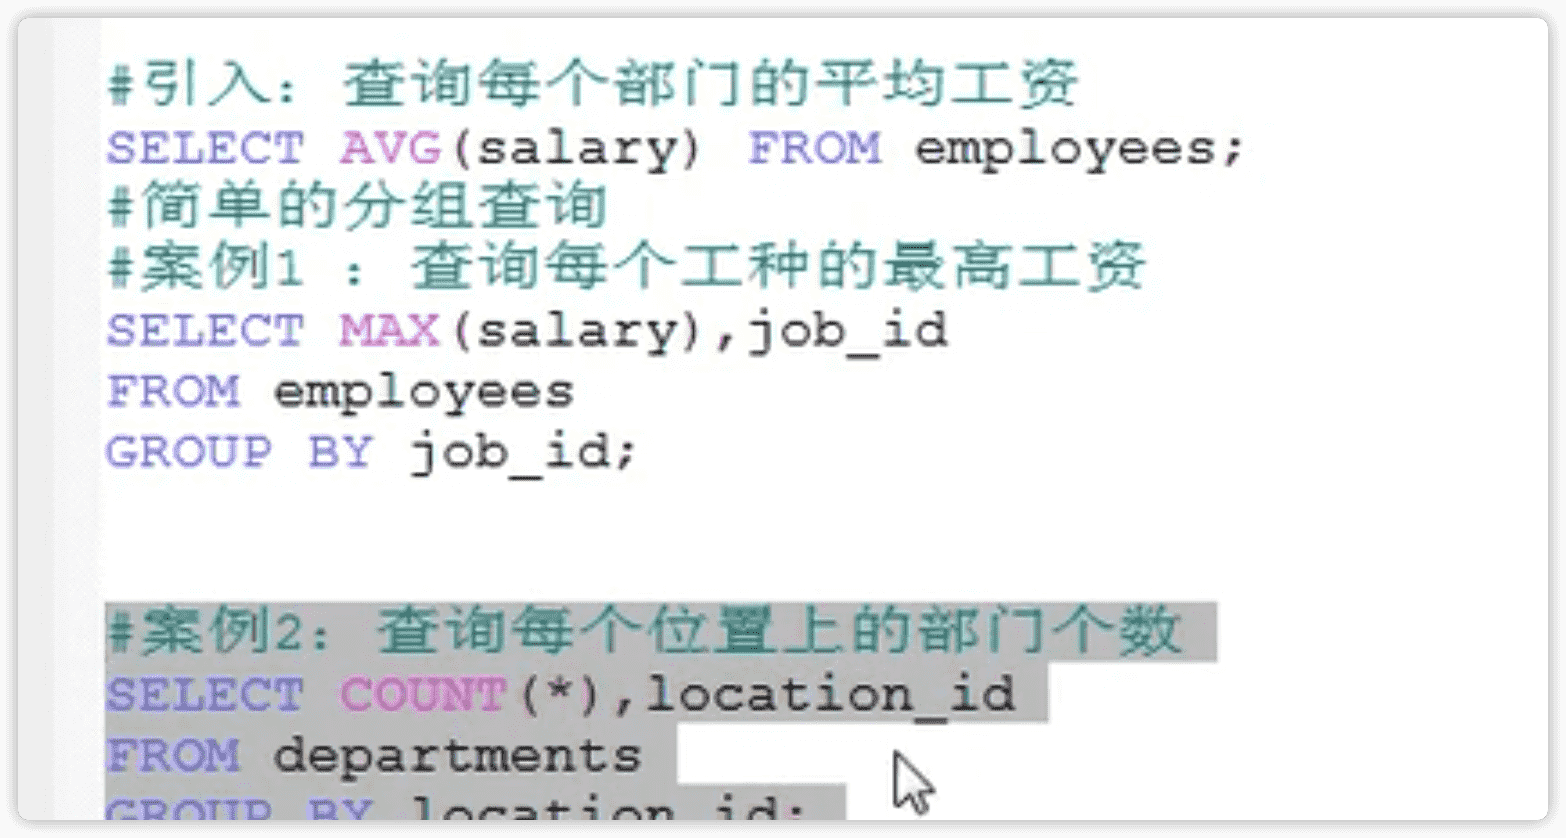 #引入：查询每个部门的平均工资
SELECT AVG(salary) FROM employees;
#简单的分组查询
#案例1 ：查询每个工种的最高工资
SELECT MAX(salary),job_id
FROM employees
GROUP BY job_id;
#案例2：查询每个位置上的部门个数
SELECT COUNT(*),location_id
FROM departments
GROUP BY location_id;